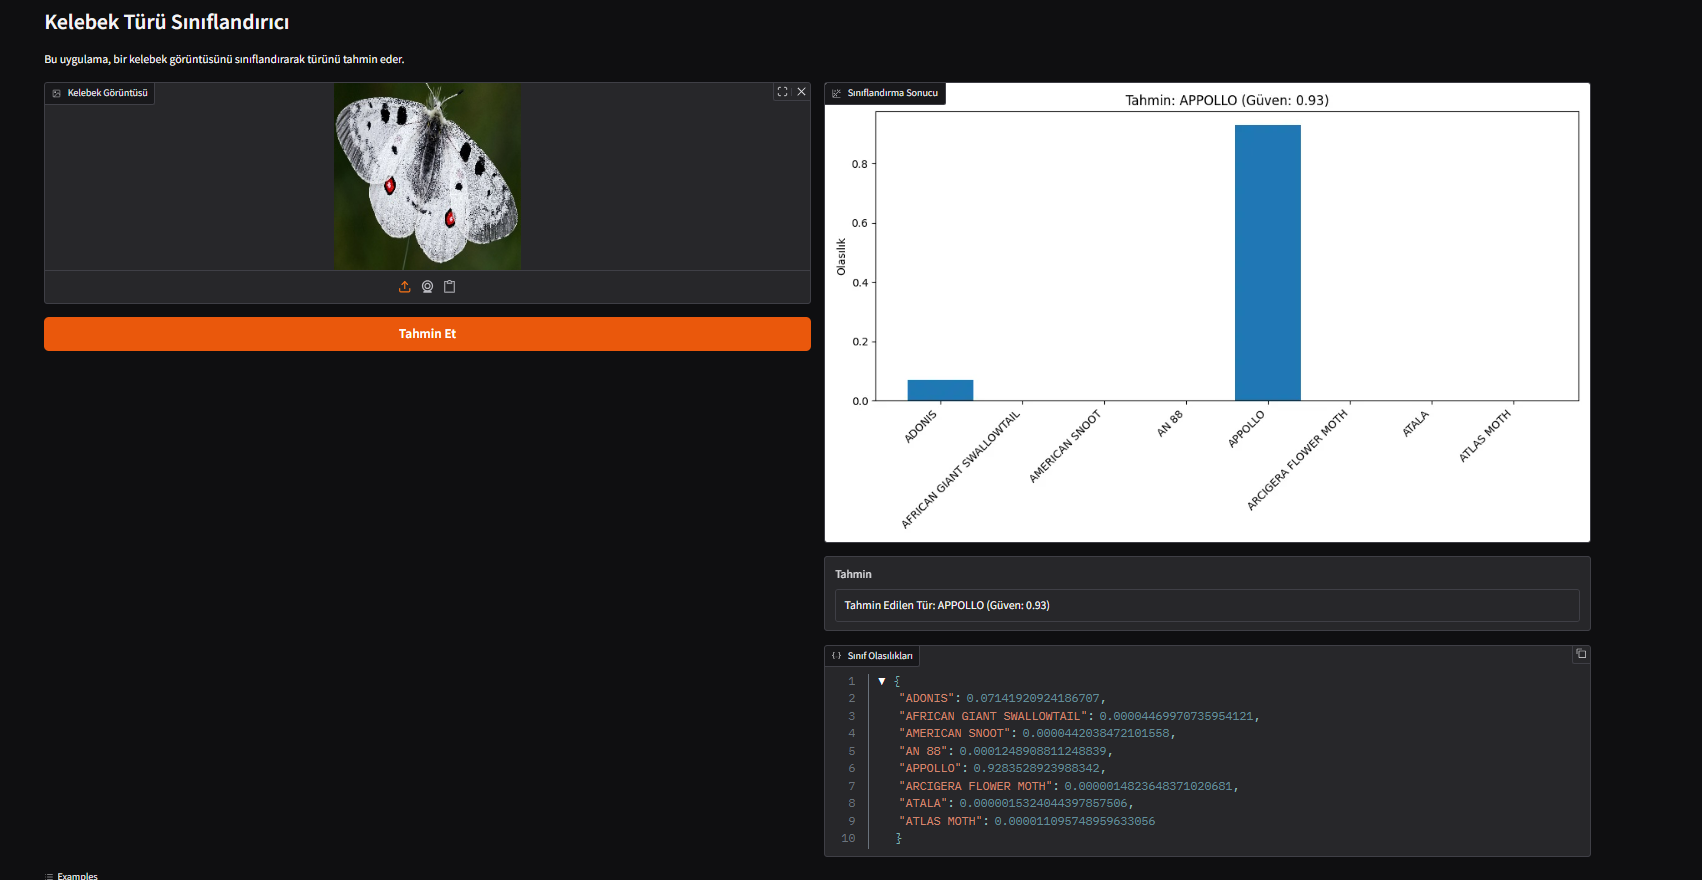 Kelebek Türü Sınıflandırıcı
Bu uygulama, bir kelebek görüntüsünü sınıflandırarak türünü tahmin eder.
Kelebek Görüntüsü
Tahmin Et
Sınıflandırma Sonucu
Tahmin: APPOLLO (Güven: 0.93)
Olasılık
0.8
0.6
0.4
0.2
0.0
ADONIS
AFRICAN GIANT SWALLOWTAIL
AMERICAN SNOOT
AN 88
APPOLLO
ARCIGERA FLOWER MOTH
ATALA
ATLAS MOTH
Tahmin
Tahmin Edilen Tür: APPOLLO (Güven: 0.93)
{} Sınıf Olasılıkları
1 ▼ {
2 "ADONIS": 0.07141920924186707,
3 "AFRICAN GIANT SWALLOWTAIL": 0.00004469970735954121,
4 "AMERICAN SNOOT": 0.0000442038472101558,
5 "AN 88": 0.0001248908811248839,
6 "APPOLLO": 0.9283528923988342,
7 "ARCIGERA FLOWER MOTH": 0.0000014823648371020681,
8 "ATALA": 0.0000015324044397857506,
9 "ATLAS MOTH": 0.000011095748959633056
10 }
Examples